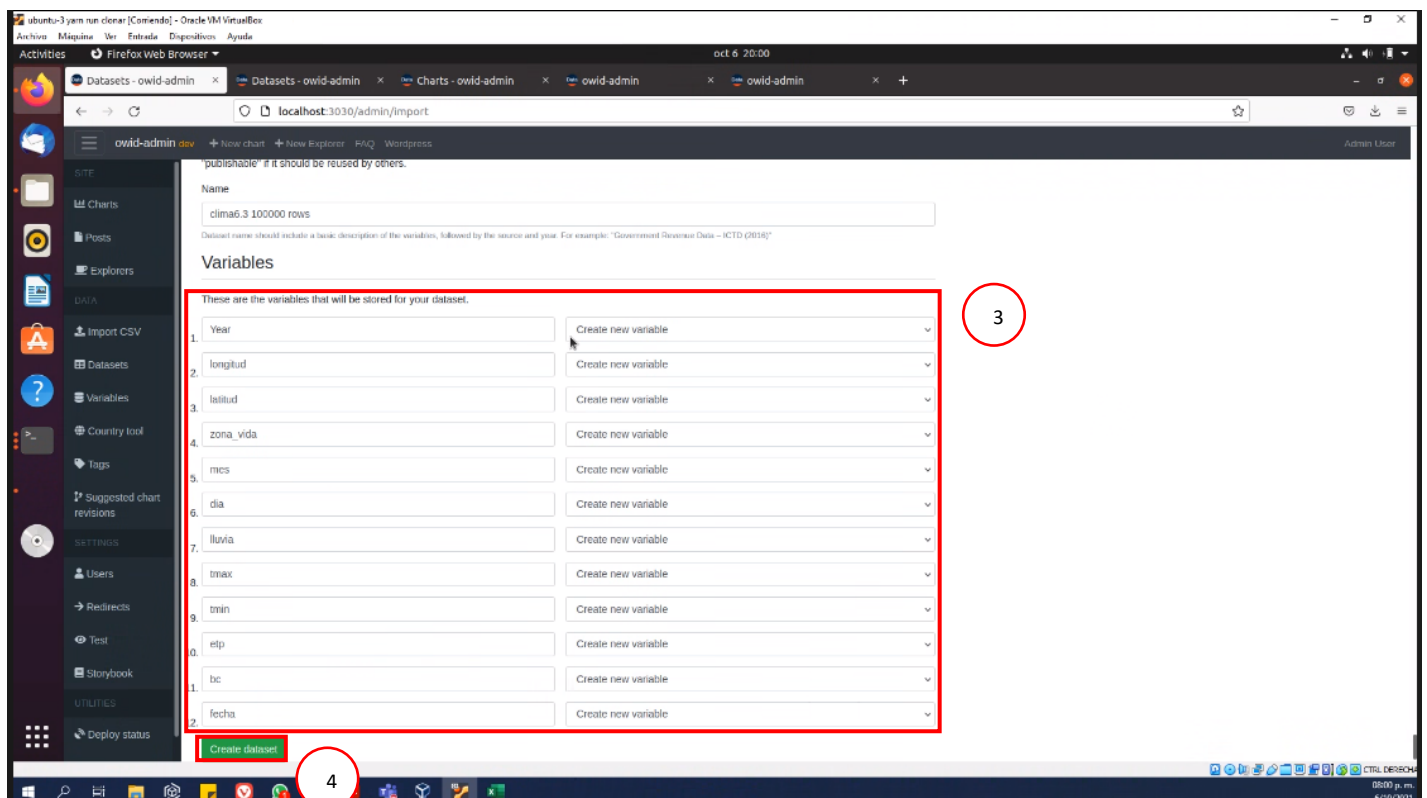 ubuntu-3 yarn run clonar [Corriendo] - Oracle VM VirtualBox
Archivo Máquina Ver Entrada Dispositivos Ayuda
Activities Firefox Web Browser oct 6 20:00
Datasets - owid-admin × Datasets - owid-admin × Charts - owid-admin × owid-admin × owid-admin × +
localhost:3030/admin/import
owid-admin dev + New chart + New Explorer FAQ Wordpress Admin User
"publishable" if it should be reused by others.
SITE
Name
Charts
clima6.3 100000 rows
Posts
Dataset name should include a basic description of the variables, followed by the source and year. For example: "Government Revenue Data – ICTD (2016)"
Variables
Explorers
DATA
These are the variables that will be stored for your dataset.
3
Import CSV
1. Year Create new variable
Datasets
2. longitud Create new variable
Variables
3. latitud Create new variable
Country tool
4. zona_vida Create new variable
Tags
5. mes Create new variable
Suggested chart revisions
6. dia Create new variable
SETTINGS
7. lluvia Create new variable
Users
8. tmax Create new variable
Redirects
9. tmin Create new variable
Test
0. etp Create new variable
Storybook
1. bc Create new variable
UTILITIES
2. fecha Create new variable
Deploy status
Create dataset
4
CTRL DERECHA
08:00 p. m.
6/10/2021